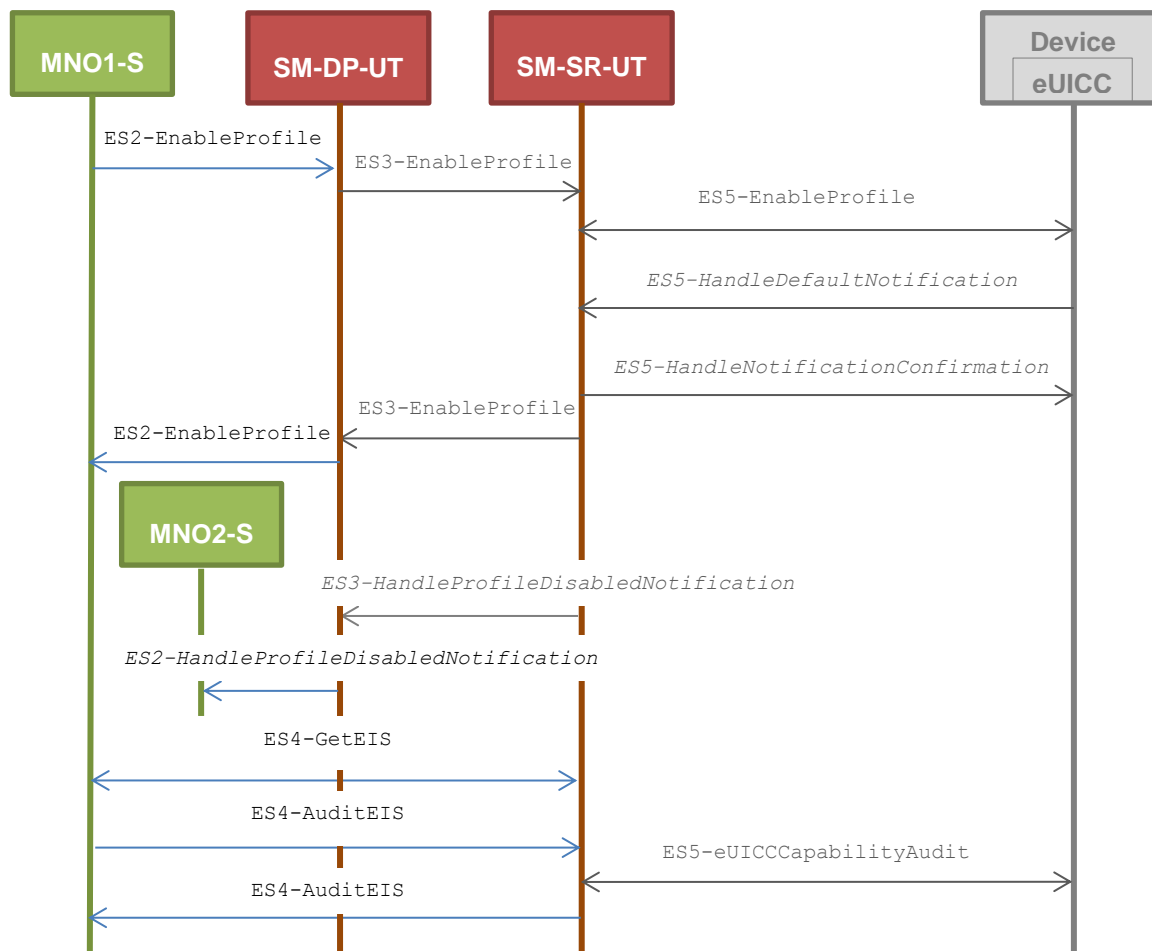 MNO1-S
SM-DP-UT
SM-SR-UT
Device
eUICC
ES2-EnableProfile
ES3-EnableProfile
ES5-EnableProfile
ES5-HandleDefaultNotification
ES5-HandleNotificationConfirmation
ES3-EnableProfile
ES2-EnableProfile
MNO2-S
ES3-HandleProfileDisabledNotification
ES2-HandleProfileDisabledNotification
ES4-GetEIS
ES4-AuditEIS
ES5-eUICCCapabilityAudit
ES4-AuditEIS